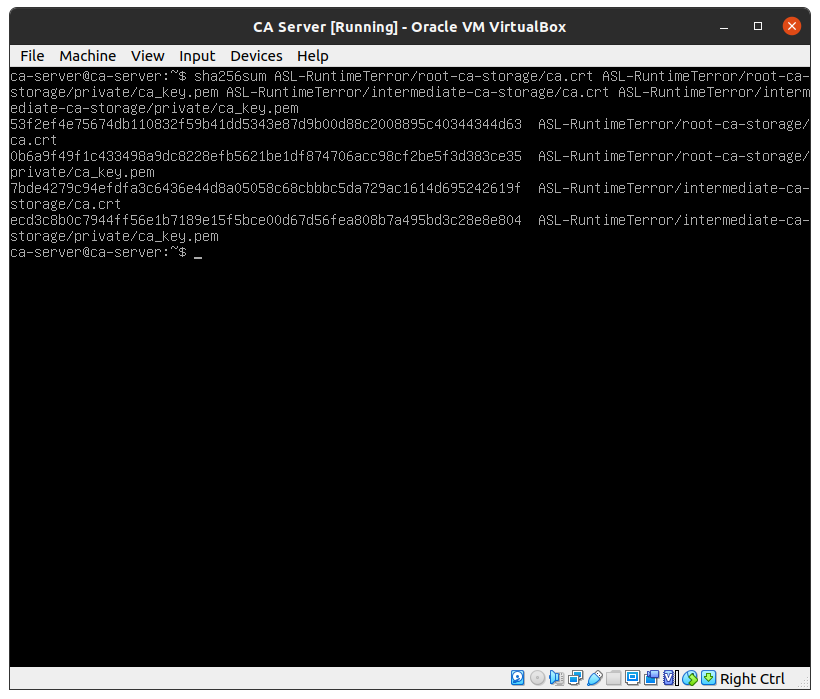 CA Server [Running] - Oracle VM VirtualBox
File Machine View Input Devices Help
ca-server@ca-server:~$ sha256sum ASL-RuntimeTerror/root-ca-storage/ca.crt ASL-RuntimeTerror/root-ca-
storage/private/ca_key.pem ASL-RuntimeTerror/intermediate-ca-storage/ca.crt ASL-RuntimeTerror/interm
ediate-ca-storage/private/ca_key.pem
53f2ef4e75674db110832f59b41dd5343e87d9b00d88c2008895c40344344d63  ASL-RuntimeTerror/root-ca-storage/
ca.crt
0b6a9f49f1c433498a9dc8228efb5621be1df874706acc98cf2be5f3d383ce35  ASL-RuntimeTerror/root-ca-storage/
private/ca_key.pem
7bde4279c94efdfa3c6436e44d8a05058c68cbbbc5da729ac1614d695242619f  ASL-RuntimeTerror/intermediate-ca-
storage/ca.crt
ecd3c8b0c7944ff56e1b7189e15f5bce00d67d56fea808b7a495bd3c28e8e804  ASL-RuntimeTerror/intermediate-ca-
storage/private/ca_key.pem
ca-server@ca-server:~$ _
Right Ctrl